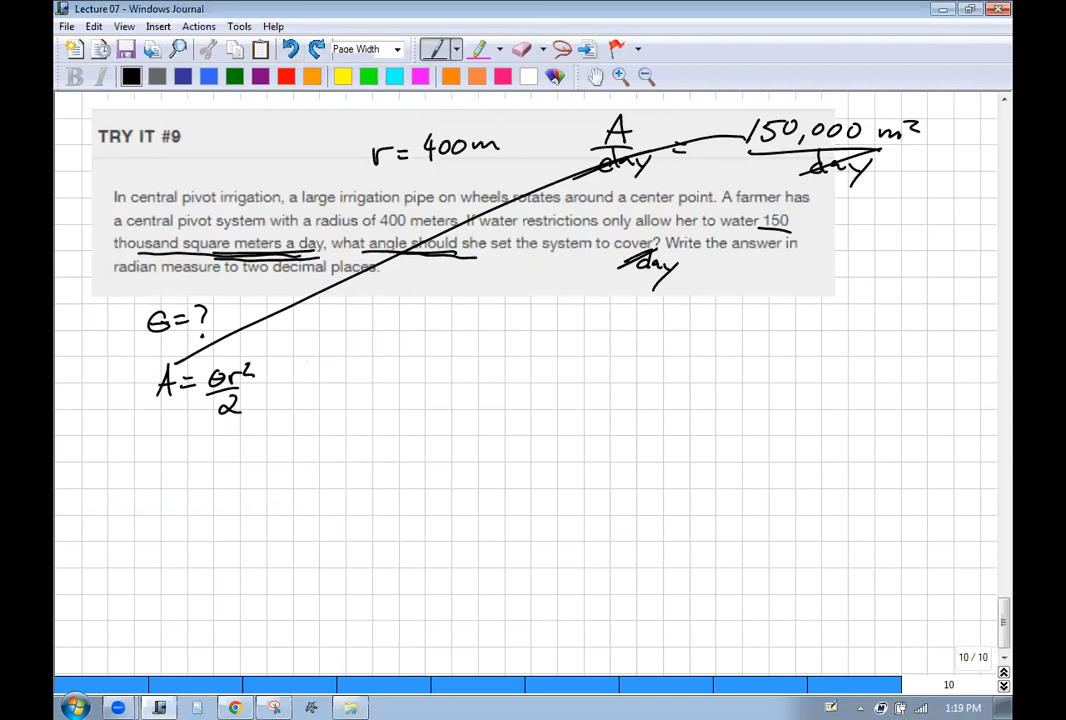 Lecture 07 - Windows Journal
File Edit View Insert Actions Tools Help
Page Width
B I
TRY IT #9
r = 400m
A/day = 150,000 m²/day
In central pivot irrigation, a large irrigation pipe on wheels rotates around a center point. A farmer has
a central pivot system with a radius of 400 meters. If water restrictions only allow her to water 150
thousand square meters a day, what angle should she set the system to cover? Write the answer in
radian measure to two decimal places.
day
θ = ?
A = θr²/2
10 / 10
10
1:19 PM